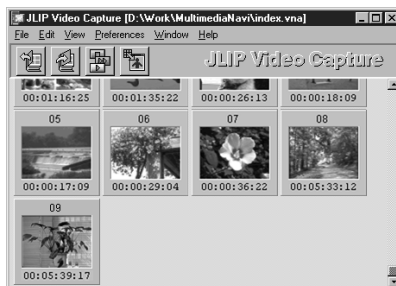 JLIP Video Capture [D:\Work\MultimediaNavi\index.vna]
File Edit View Preferences Window Help
JLIP Video Capture
00:01:16:25 00:01:35:22 00:00:26:13 00:00:18:09
05 06 07 08
00:00:17:09 00:00:29:04 00:00:36:22 00:05:33:12
09
00:05:39:17